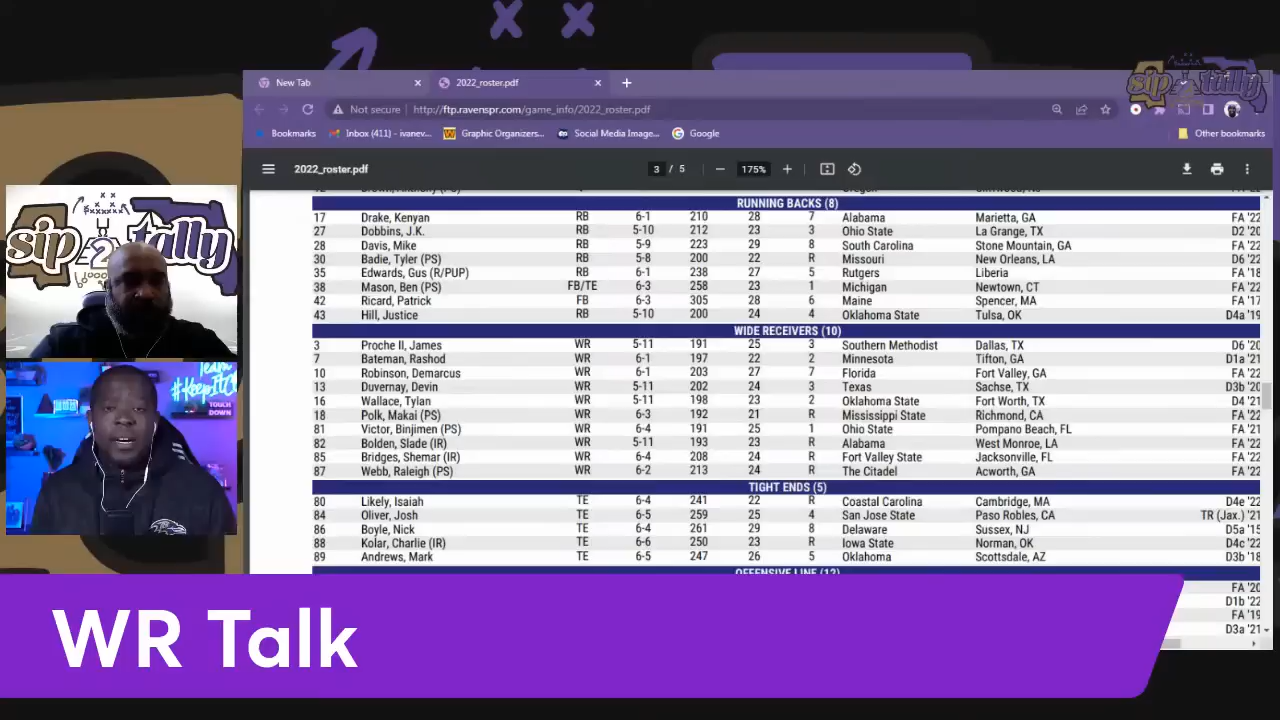 New Tab
2022_roster.pdf
Not secure
http://ftp.ravenspr.com/game_info/2022_roster.pdf
Bookmarks
Inbox (411) - ivanev...
Graphic Organizers...
Social Media Image...
Google
Other bookmarks
2022_roster.pdf
3 / 5
175%
RUNNING BACKS (8)
17 Drake, Kenyan RB 6-1 210 28 7 Alabama Marietta, GA FA '22
27 Dobbins, J.K. RB 5-10 212 23 3 Ohio State La Grange, TX D2 '20
28 Davis, Mike RB 5-9 223 29 8 South Carolina Stone Mountain, GA FA '22
30 Badie, Tyler (PS) RB 5-8 200 22 R Missouri New Orleans, LA D6 '22
35 Edwards, Gus (R/PUP) RB 6-1 238 27 5 Rutgers Liberia FA '18
38 Mason, Ben (PS) FB/TE 6-3 258 23 1 Michigan Newtown, CT FA '22
42 Ricard, Patrick FB 6-3 305 28 6 Maine Spencer, MA FA '17
43 Hill, Justice RB 5-10 200 24 4 Oklahoma State Tulsa, OK D4a '19
WIDE RECEIVERS (10)
3 Proche II, James WR 5-11 191 25 3 Southern Methodist Dallas, TX D6 '20
7 Bateman, Rashod WR 6-1 197 22 2 Minnesota Tifton, GA D1a '21
10 Robinson, Demarcus WR 6-1 203 27 7 Florida Fort Valley, GA FA '22
13 Duvernay, Devin WR 5-11 202 24 3 Texas Sachse, TX D3b '20
16 Wallace, Tylan WR 5-11 198 23 2 Oklahoma State Fort Worth, TX D4 '21
18 Polk, Makai (PS) WR 6-3 192 21 R Mississippi State Richmond, CA FA '22
81 Victor, Binjimen (PS) WR 6-4 191 25 1 Ohio State Pompano Beach, FL FA '21
82 Bolden, Slade (IR) WR 5-11 193 23 R Alabama West Monroe, LA FA '22
85 Bridges, Shemar (IR) WR 6-4 208 24 R Fort Valley State Jacksonville, FL FA '22
87 Webb, Raleigh (PS) WR 6-2 213 24 R The Citadel Acworth, GA FA '22
TIGHT ENDS (5)
80 Likely, Isaiah TE 6-4 241 22 R Coastal Carolina Cambridge, MA D4e '22
84 Oliver, Josh TE 6-5 259 25 4 San Jose State Paso Robles, CA TR (Jax.) '21
86 Boyle, Nick TE 6-4 261 29 8 Delaware Sussex, NJ D5a '15
88 Kolar, Charlie (IR) TE 6-6 250 23 R Iowa State Norman, OK D4c '22
89 Andrews, Mark TE 6-5 247 26 5 Oklahoma Scottsdale, AZ D3b '18
OFFENSIVE LINE (12)
FA '20
D1b '22
FA '19
D3a '21
sip 2 tally
sip 2 tally
Team
#KeepItC
TOUCH
DOWN
WR Talk